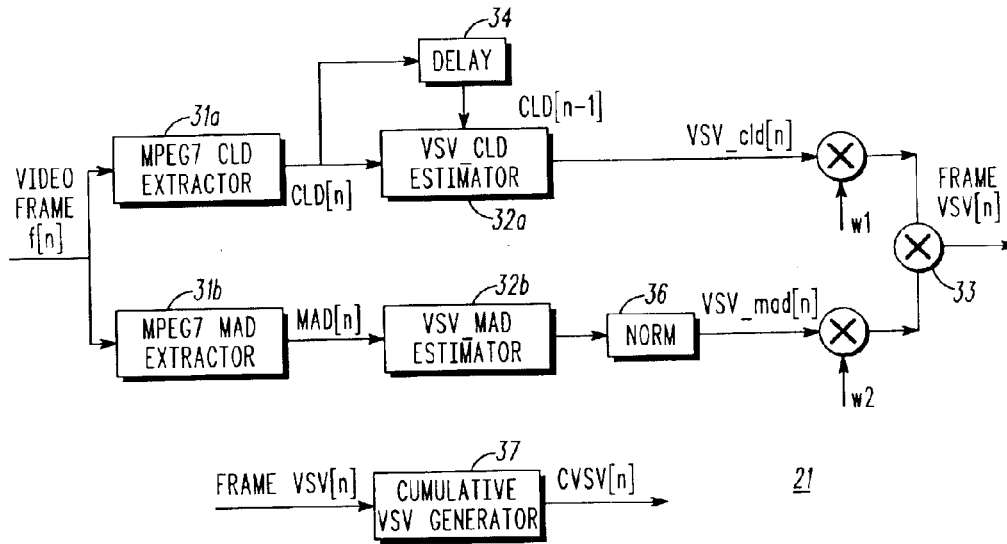 34
DELAY
31a
MPEG7 CLD
EXTRACTOR
CLD[n-1]
VSV_CLD
ESTIMATOR
32a
VSV_cld[n]
VIDEO
FRAME
f[n]
CLD[n]
w1
FRAME
VSV[n]
33
31b
MPEG7 MAD
EXTRACTOR
MAD[n]
32b
VSV_MAD
ESTIMATOR
36
NORM
VSV_mad[n]
w2
37
FRAME VSV[n]
CUMULATIVE
VSV GENERATOR
CVSV[n]
21